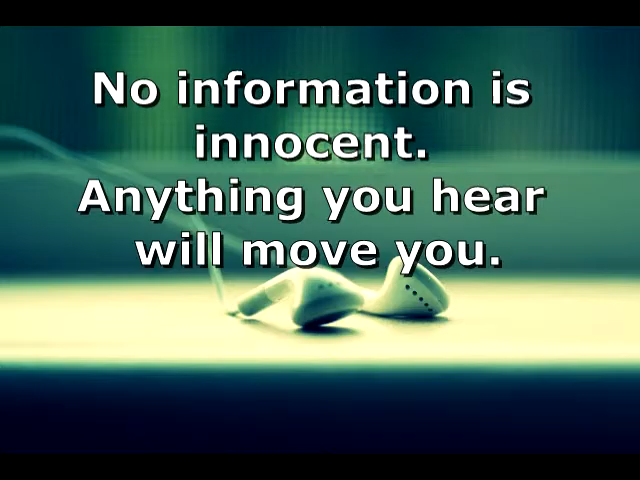 No information is
innocent.
Anything you hear
will move you.